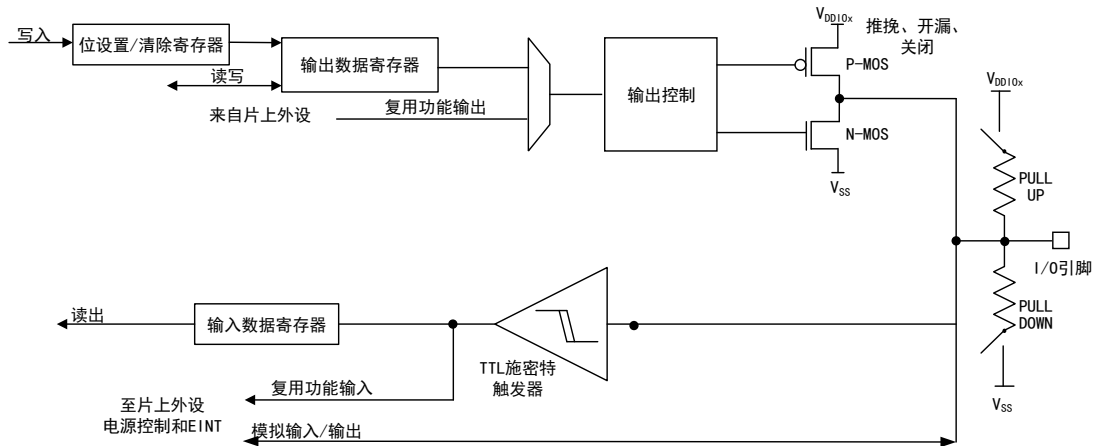 写入
位设置/清除寄存器
读写
输出数据寄存器
来自片上外设
复用功能输出
输出控制
VDDIOx
推挽、开漏、
关闭
P-MOS
N-MOS
VSS
VDDIOx
PULL
UP
I/O引脚
PULL
DOWN
VSS
读出
输入数据寄存器
TTL施密特
触发器
复用功能输入
至片上外设
电源控制和EINT
模拟输入/输出